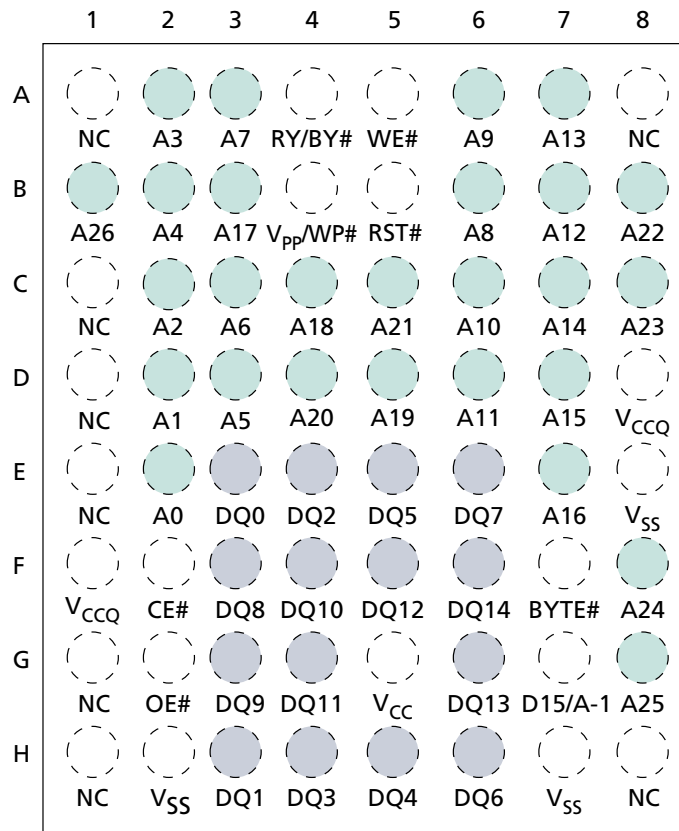 1 2 3 4 5 6 7 8
A
NC A3 A7 RY/BY# WE# A9 A13 NC
B
A26 A4 A17 VPP/WP# RST# A8 A12 A22
C
NC A2 A6 A18 A21 A10 A14 A23
D
NC A1 A5 A20 A19 A11 A15 VCCQ
E
NC A0 DQ0 DQ2 DQ5 DQ7 A16 VSS
F
VCCQ CE# DQ8 DQ10 DQ12 DQ14 BYTE# A24
G
NC OE# DQ9 DQ11 VCC DQ13 D15/A-1 A25
H
NC VSS DQ1 DQ3 DQ4 DQ6 VSS NC